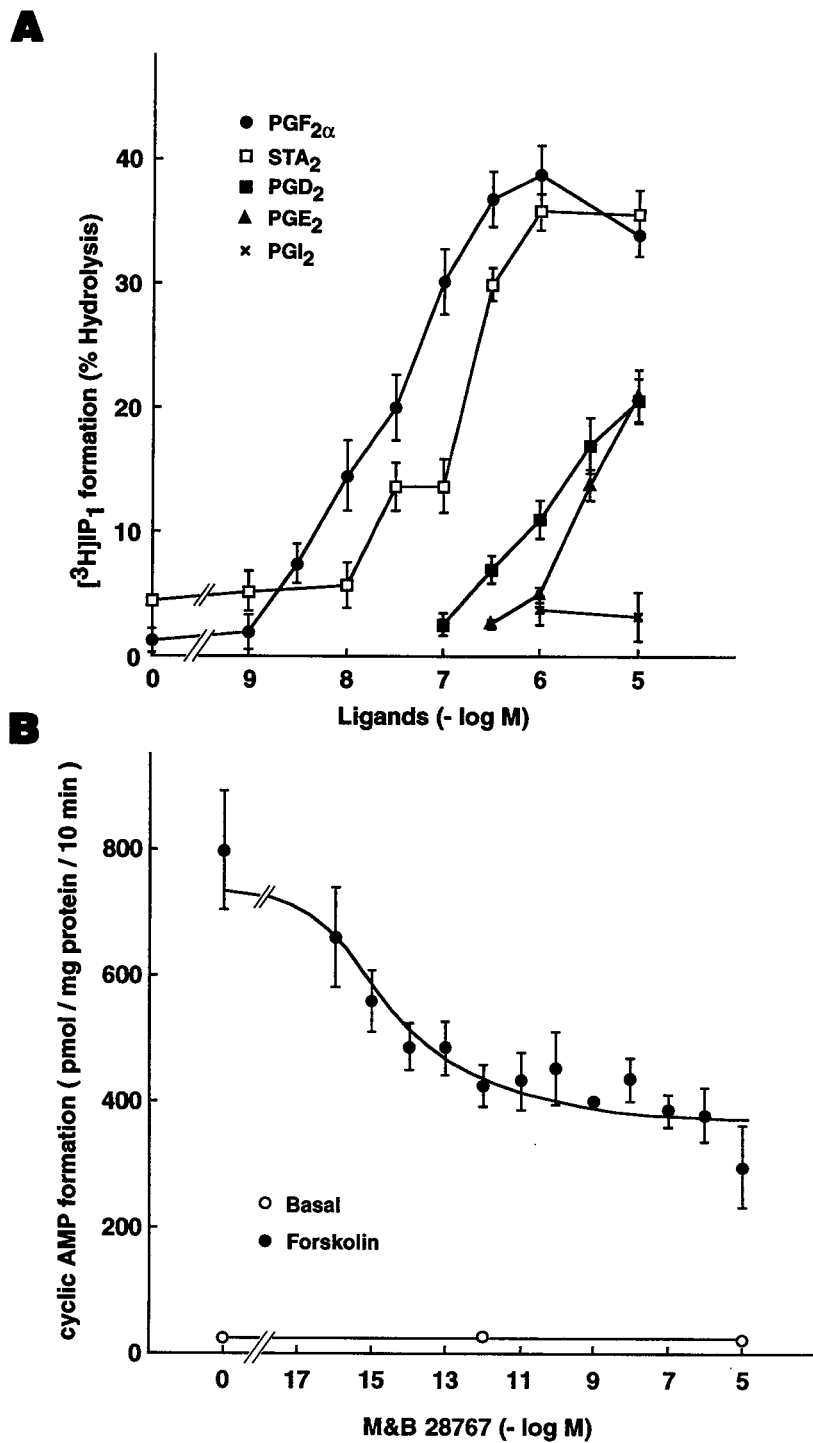 A
PGF2α
STA2
PGD2
PGE2
PGI2
[3H]IP1 formation (% Hydrolysis)
40
30
20
10
0
0 9 8 7 6 5
Ligands (- log M)
B
cyclic AMP formation ( pmol / mg protein / 10 min )
800
600
400
200
0
Basal
Forskolin
0 17 15 13 11 9 7 5
M&B 28767 (- log M)